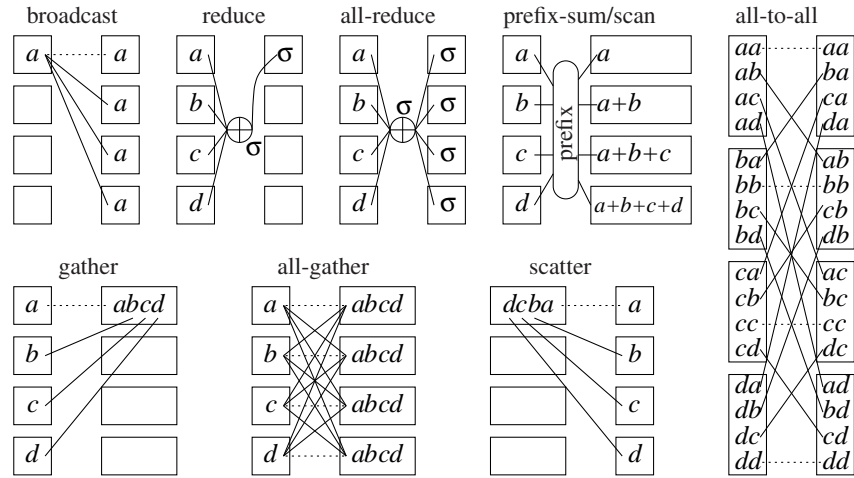 broadcast
a a
a
a
a
reduce
a σ
b
c σ
d
all-reduce
a σ
b σ σ
c σ
d σ
prefix-sum/scan
prefix
a a
b a+b
c a+b+c
d a+b+c+d
all-to-all
aa aa
ab ba
ac ca
ad da
ba ab
bb bb
bc cb
bd db
ca ac
cb bc
cc cc
cd dc
da ad
db bd
dc cd
dd dd
gather
a abcd
b
c
d
all-gather
a abcd
b abcd
c abcd
d abcd
scatter
dcba a
b
c
d